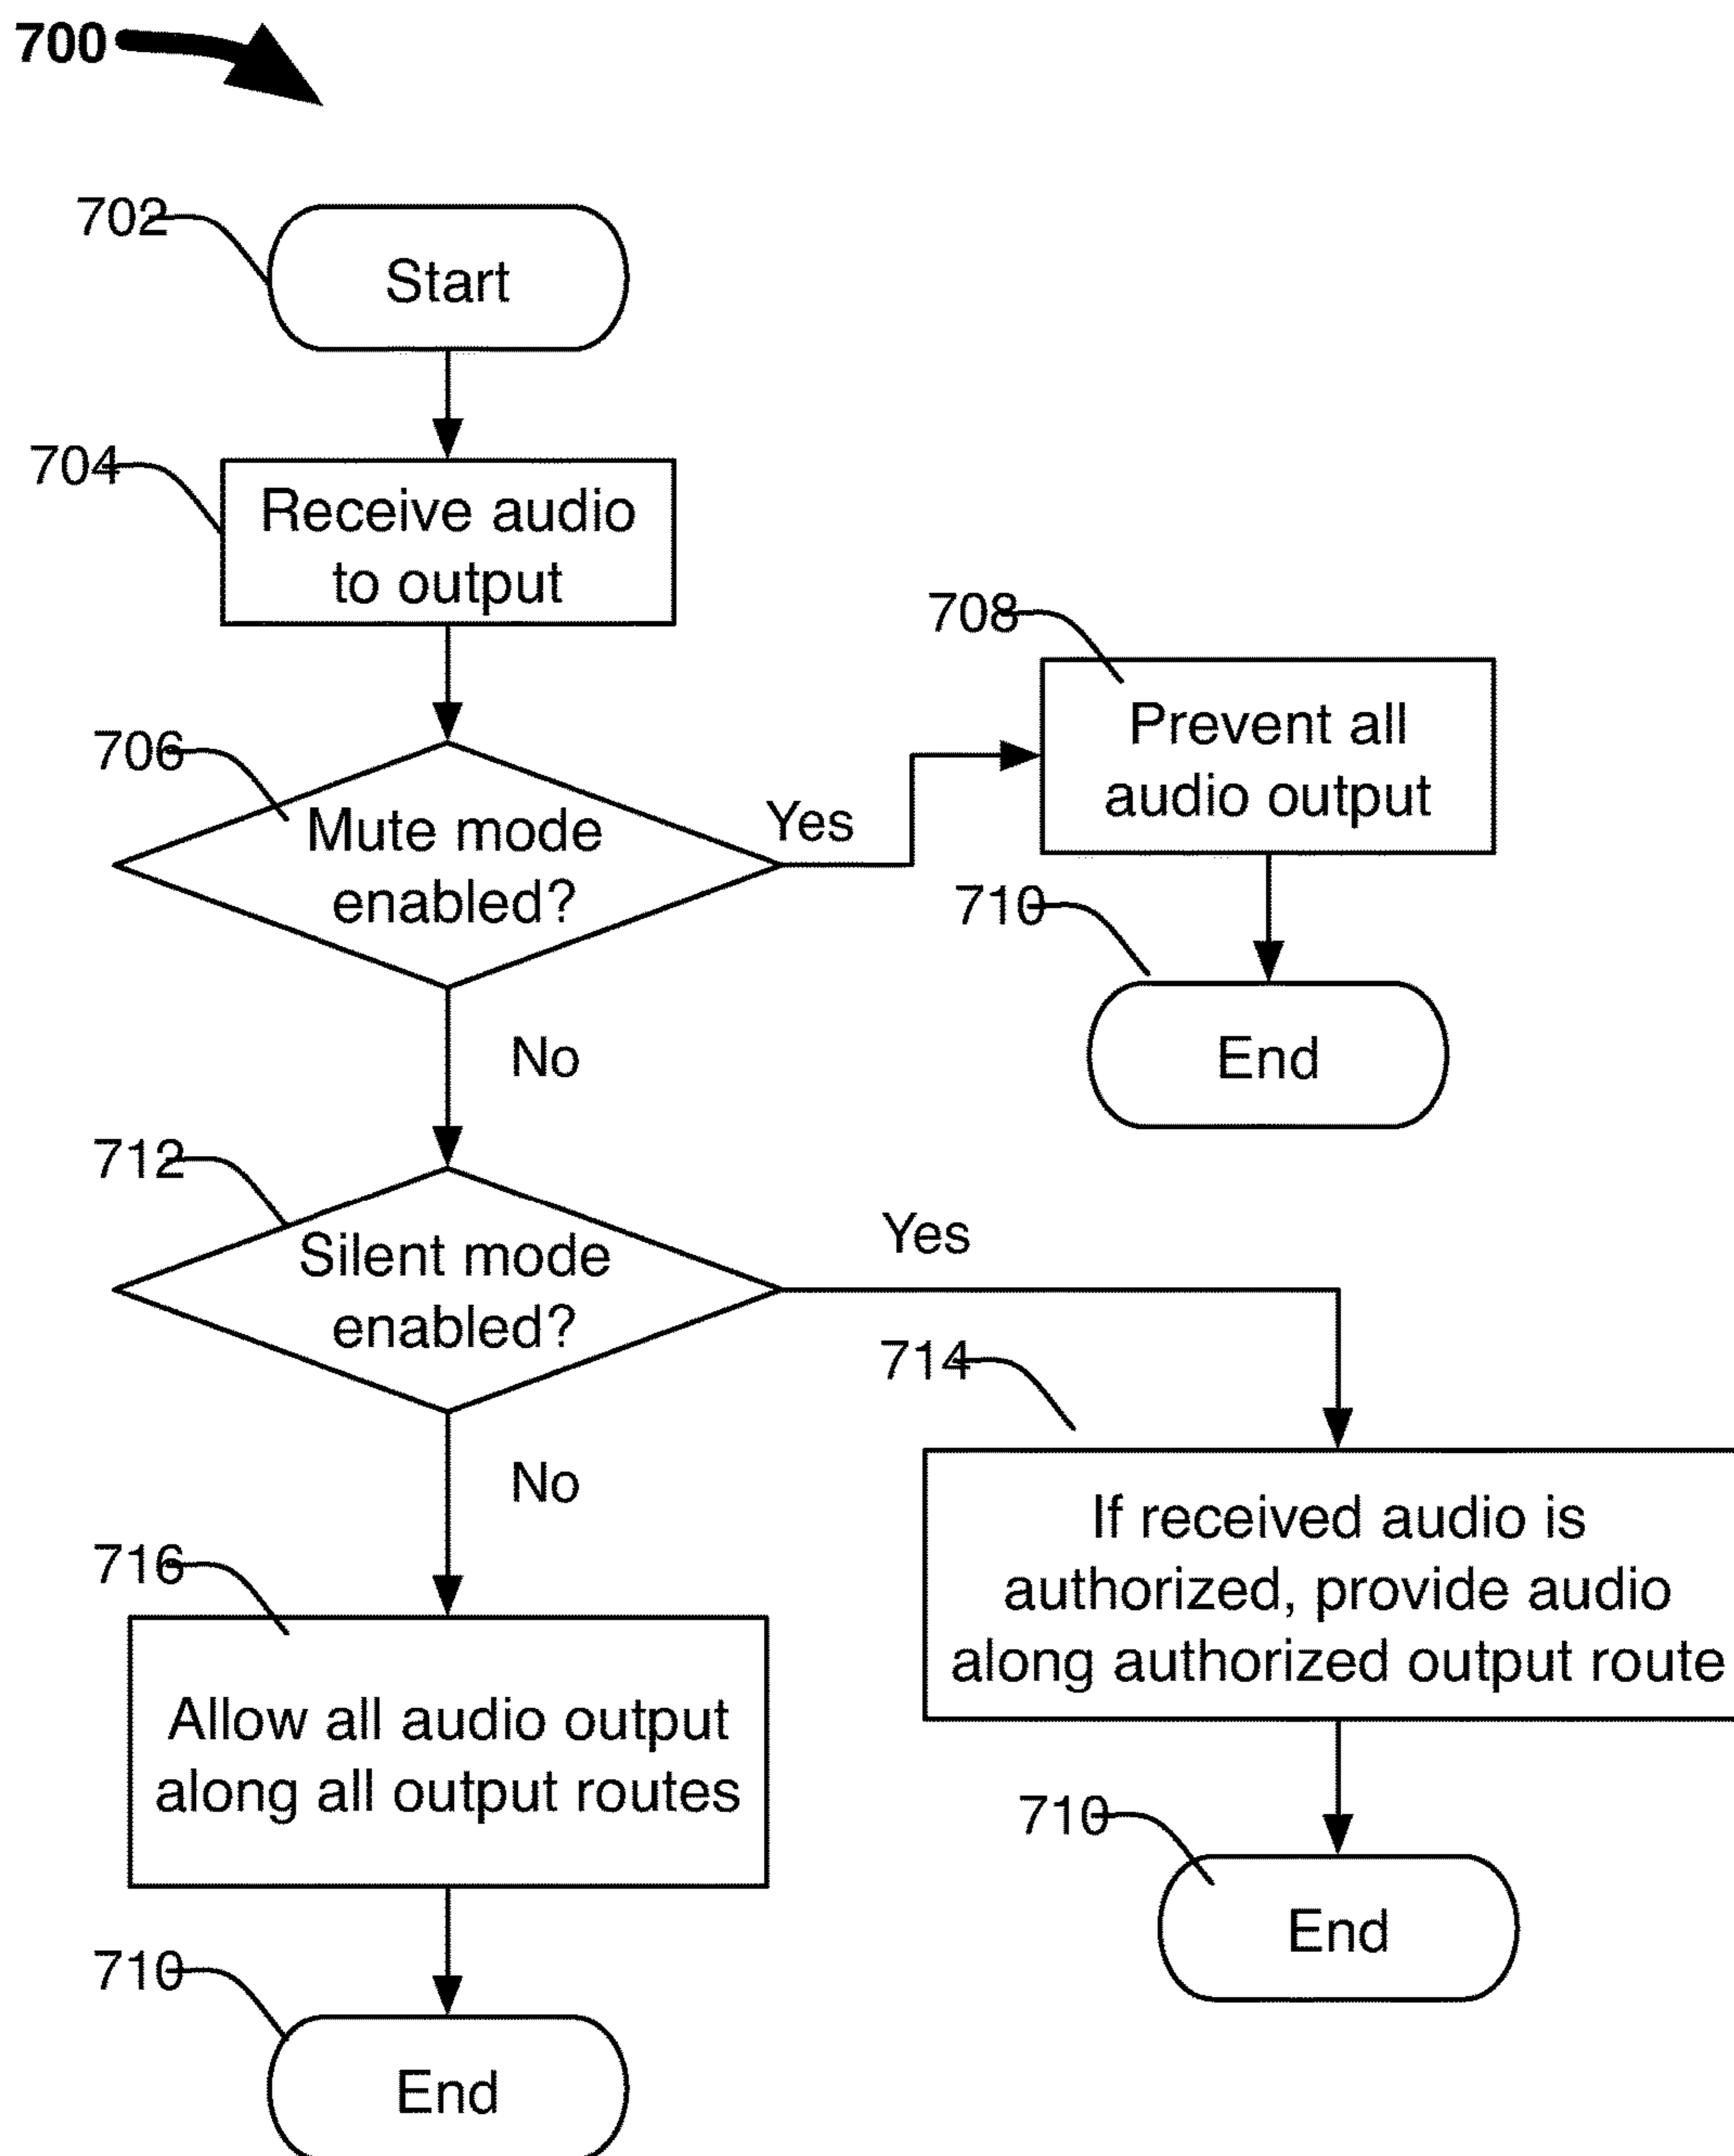 700
702
Start
704
Receive audio
to output
706
Mute mode
enabled?
Yes
708
Prevent all
audio output
710
End
No
712
Silent mode
enabled?
Yes
714
If received audio is
authorized, provide audio
along authorized output route
710
End
No
716
Allow all audio output
along all output routes
710
End